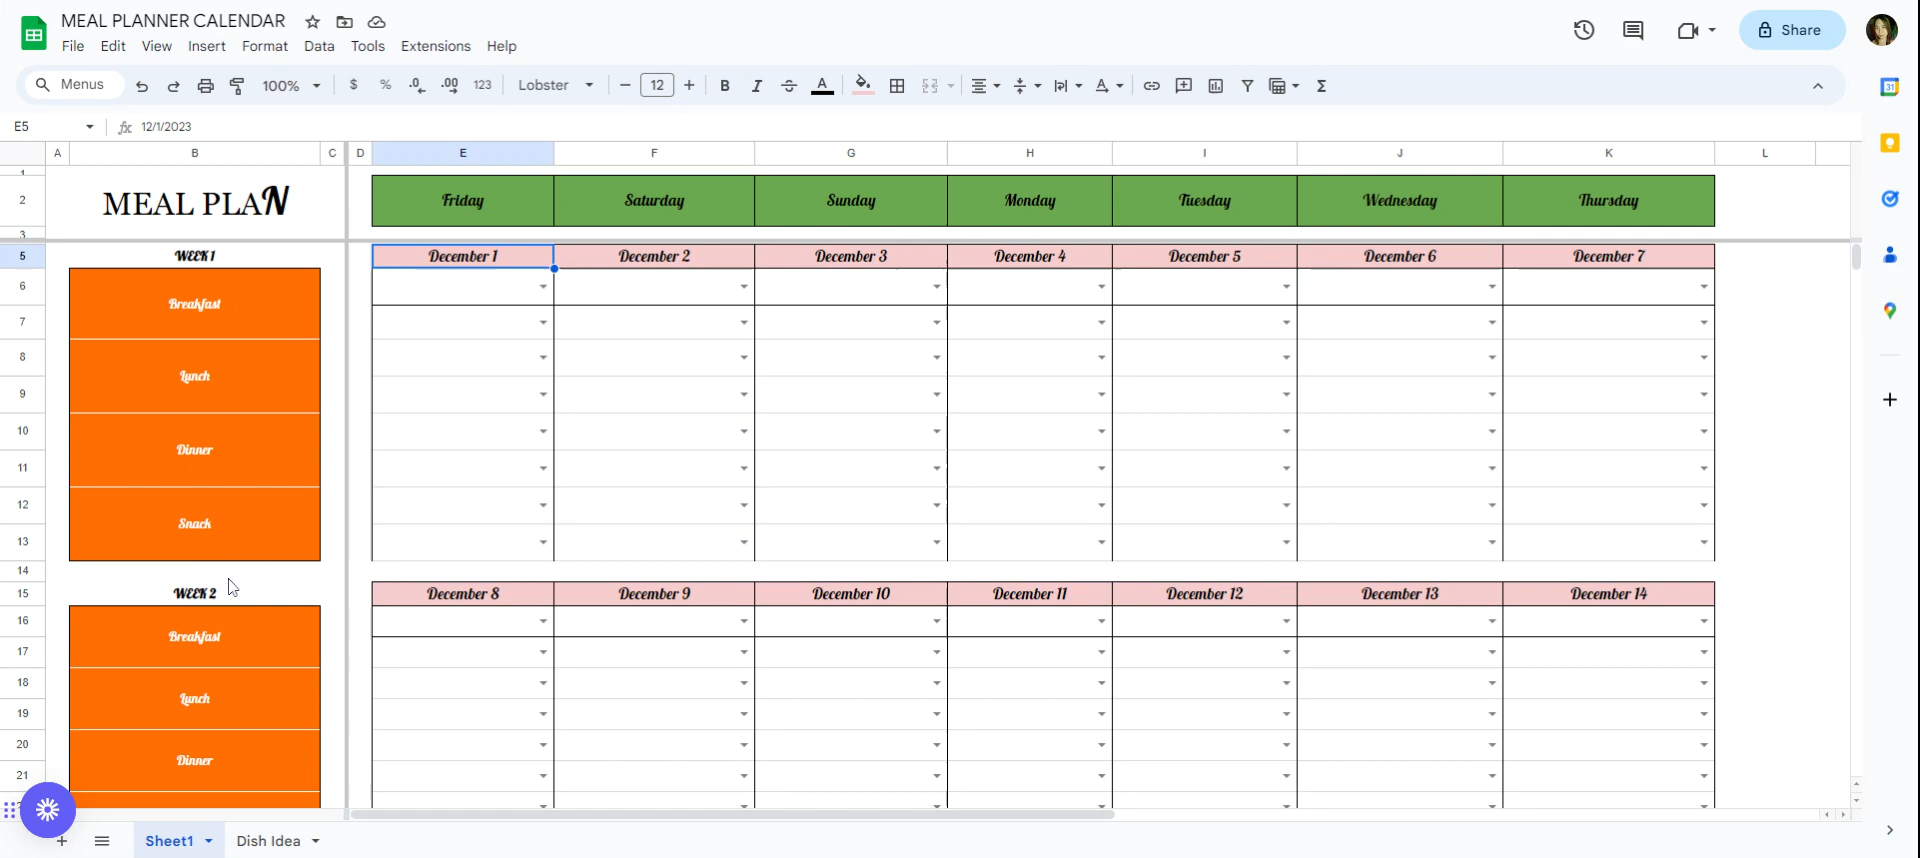 MEAL PLANNER CALENDAR
File Edit View Insert Format Data Tools Extensions Help
Share
Menus 100% $ % .0 .00 123 Lobster 12 B I A A Σ
31
E5 fx 12/1/2023
A B C D E F G H I J K L
1
2 MEAL PLAN Friday Saturday Sunday Monday Tuesday Wednesday Thursday
3
5 WEEK 1 December 1 December 2 December 3 December 4 December 5 December 6 December 7
6 Breakfast
7
8 Lunch
9
10 Dinner
11
12 Snack
13
14
15 WEEK 2 December 8 December 9 December 10 December 11 December 12 December 13 December 14
16 Breakfast
17
18 Lunch
19
20 Dinner
21
Sheet1 Dish Idea